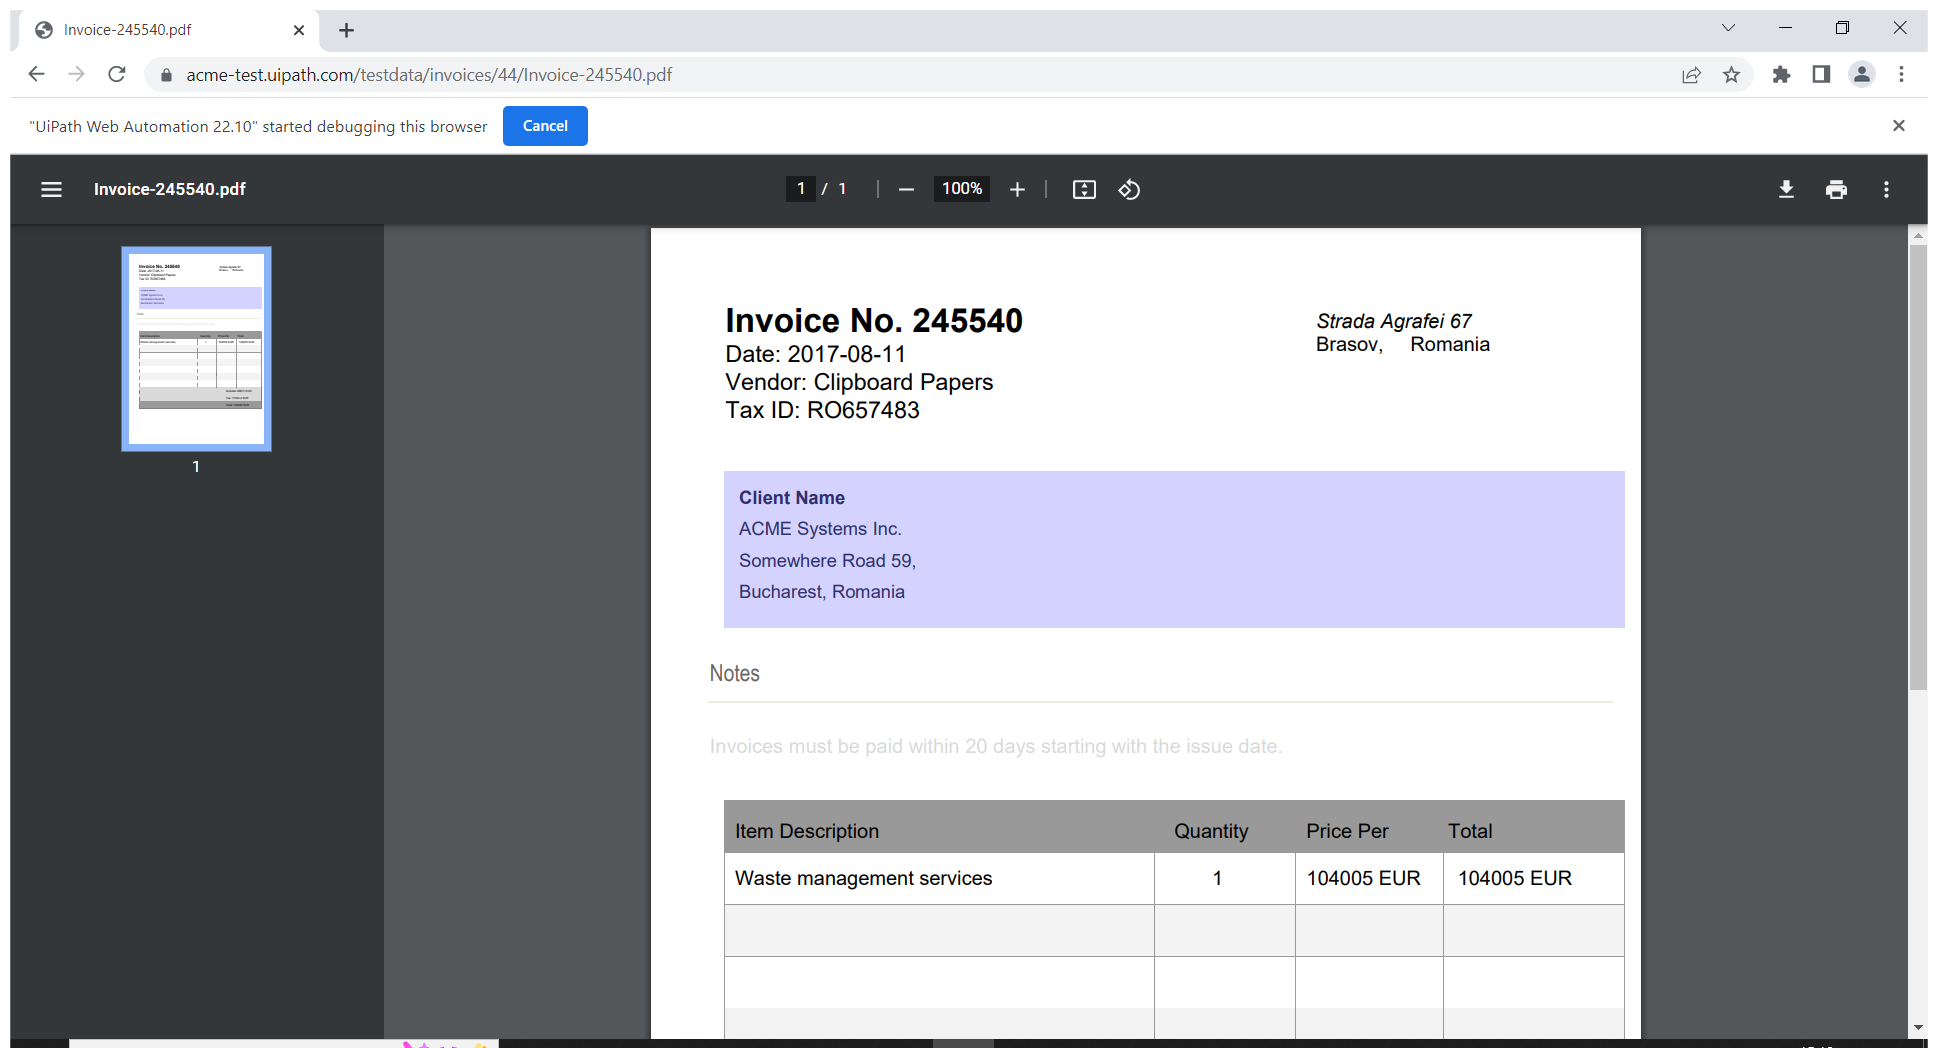 Invoice-245540.pdf
acme-test.uipath.com/testdata/invoices/44/Invoice-245540.pdf
"UiPath Web Automation 22.10" started debugging this browser Cancel
Invoice-245540.pdf 1 / 1 100%
1
Invoice No. 245540
Date: 2017-08-11
Vendor: Clipboard Papers
Tax ID: RO657483
Strada Agrafei 67
Brasov, Romania
Client Name
ACME Systems Inc.
Somewhere Road 59,
Bucharest, Romania
Notes
Invoices must be paid within 20 days starting with the issue date.
Item Description Quantity Price Per Total
Waste management services 1 104005 EUR 104005 EUR